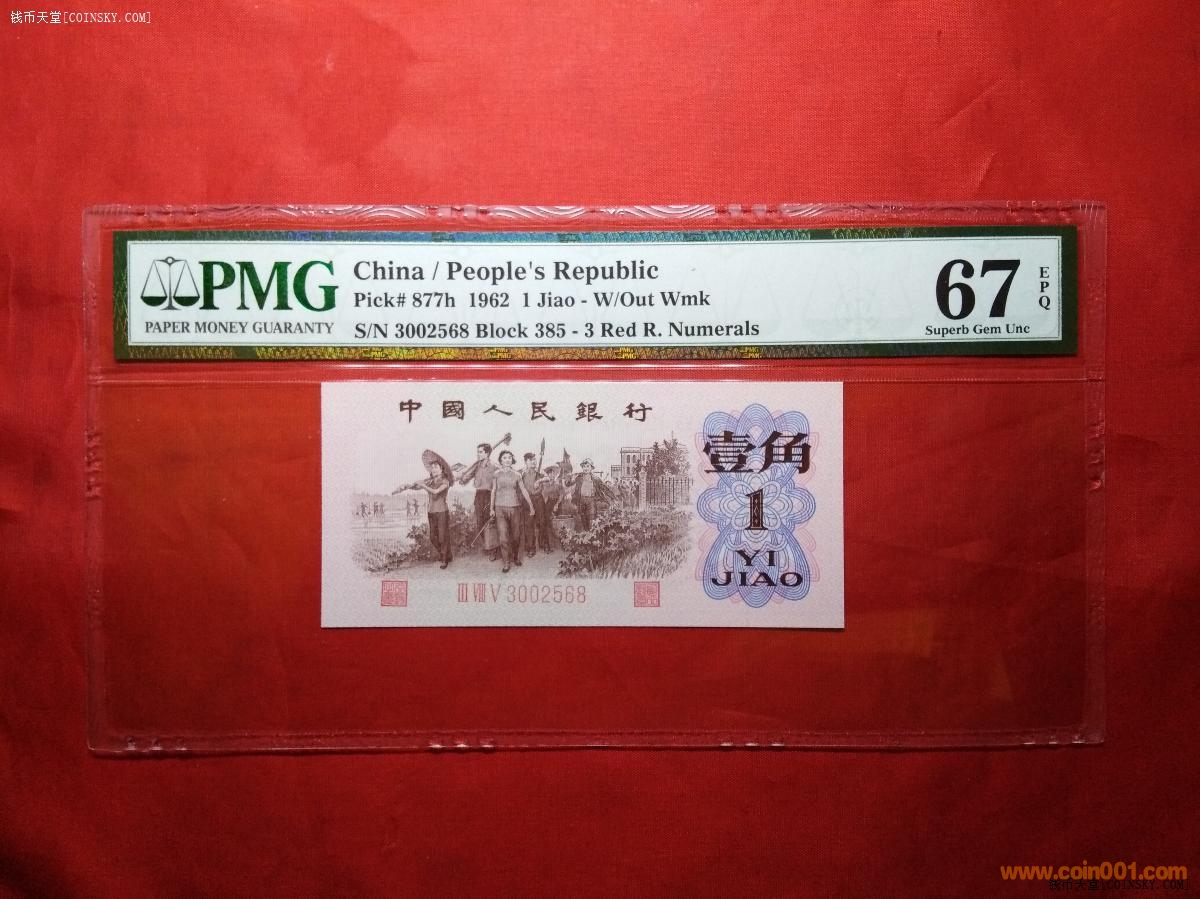 钱币天堂[COINSKY.COM]
PMG
PAPER MONEY GUARANTY
China / People's Republic
Pick# 877h 1962 1 Jiao - W/Out Wmk
S/N 3002568 Block 385 - 3 Red R. Numerals
67
EPQ
Superb Gem Unc
中國人民銀行
壹角
1
YI
JIAO
III VIII V 3002568
www.coin001.com
钱币天堂[COINSKY.COM]